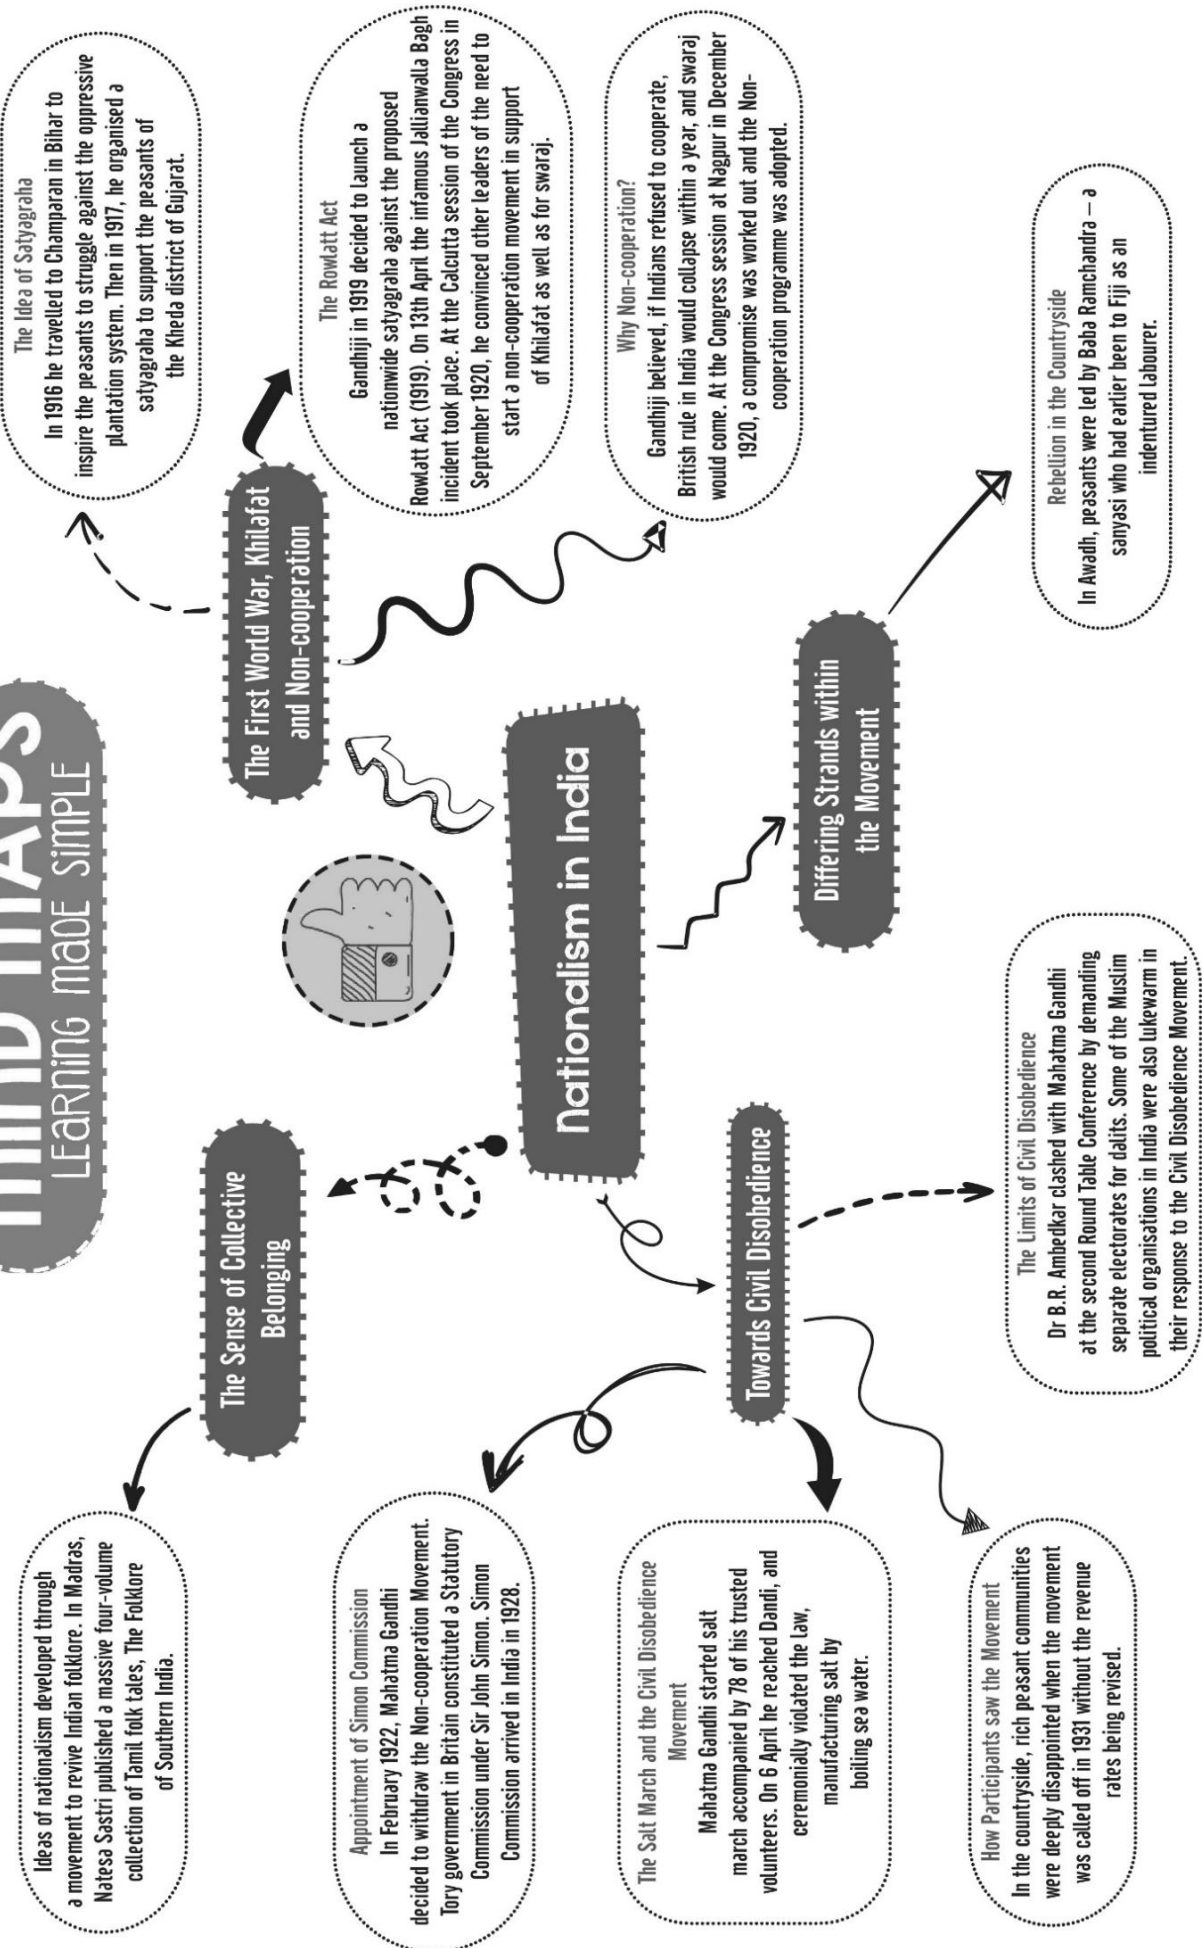 MIND MAPS
LEARNING MADE SIMPLE
Nationalism in India
The First World War, Khilafat
and Non-cooperation
The Idea of Satyagraha
In 1916 he travelled to Champaran in Bihar to
inspire the peasants to struggle against the oppressive
plantation system. Then in 1917, he organised a
satyagraha to support the peasants of
the Kheda district of Gujarat.
The Rowlatt Act
Gandhiji in 1919 decided to launch a
nationwide satyagraha against the proposed
Rowlatt Act (1919). On 13th April the infamous Jallianwalla Bagh
incident took place. At the Calcutta session of the Congress in
September 1920, he convinced other leaders of the need to
start a non-cooperation movement in support
of Khilafat as well as for swaraj.
Why Non-cooperation?
Gandhiji believed, if Indians refused to cooperate,
British rule in India would collapse within a year, and swaraj
would come. At the Congress session at Nagpur in December
1920, a compromise was worked out and the Non-
cooperation programme was adopted.
Differing Strands within
the Movement
Rebellion in the Countryside
In Awadh, peasants were led by Baba Ramchandra – a
sanyasi who had earlier been to Fiji as an
indentured labourer.
Towards Civil Disobedience
Appointment of Simon Commission
In February 1922, Mahatma Gandhi
decided to withdraw the Non-cooperation Movement.
Tory government in Britain constituted a Statutory
Commission under Sir John Simon. Simon
Commission arrived in India in 1928.
The Salt March and the Civil Disobedience
Movement
Mahatma Gandhi started salt
march accompanied by 78 of his trusted
volunteers. On 6 April he reached Dandi, and
ceremonially violated the law,
manufacturing salt by
boiling sea water.
How Participants saw the Movement
In the countryside, rich peasant communities
were deeply disappointed when the movement
was called off in 1931 without the revenue
rates being revised.
The Limits of Civil Disobedience
Dr B.R. Ambedkar clashed with Mahatma Gandhi
at the second Round Table Conference by demanding
separate electorates for dalits. Some of the Muslim
political organisations in India were also lukewarm in
their response to the Civil Disobedience Movement.
The Sense of Collective
Belonging
Ideas of nationalism developed through
a movement to revive Indian folklore. In Madras,
Natesa Sastri published a massive four-volume
collection of Tamil folk tales, The Folklore
of Southern India.